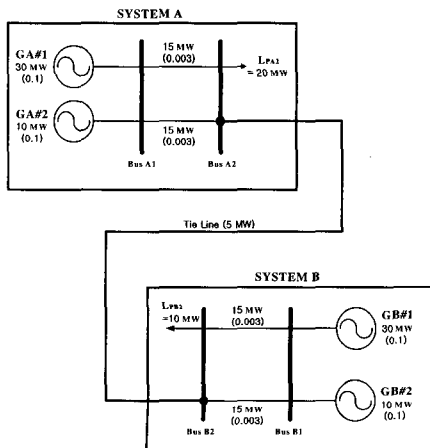 SYSTEM A
GA#1
30 MW
(0.1)
15 MW
(0.003)
LPA2
= 20 MW
GA#2
10 MW
(0.1)
15 MW
(0.003)
Bus A1
Bus A2
Tie Line (5 MW)
SYSTEM B
LPB2
=10 MW
15 MW
(0.003)
GB#1
30 MW
(0.1)
15 MW
(0.003)
GB#2
10 MW
(0.1)
Bus B2
Bus B1